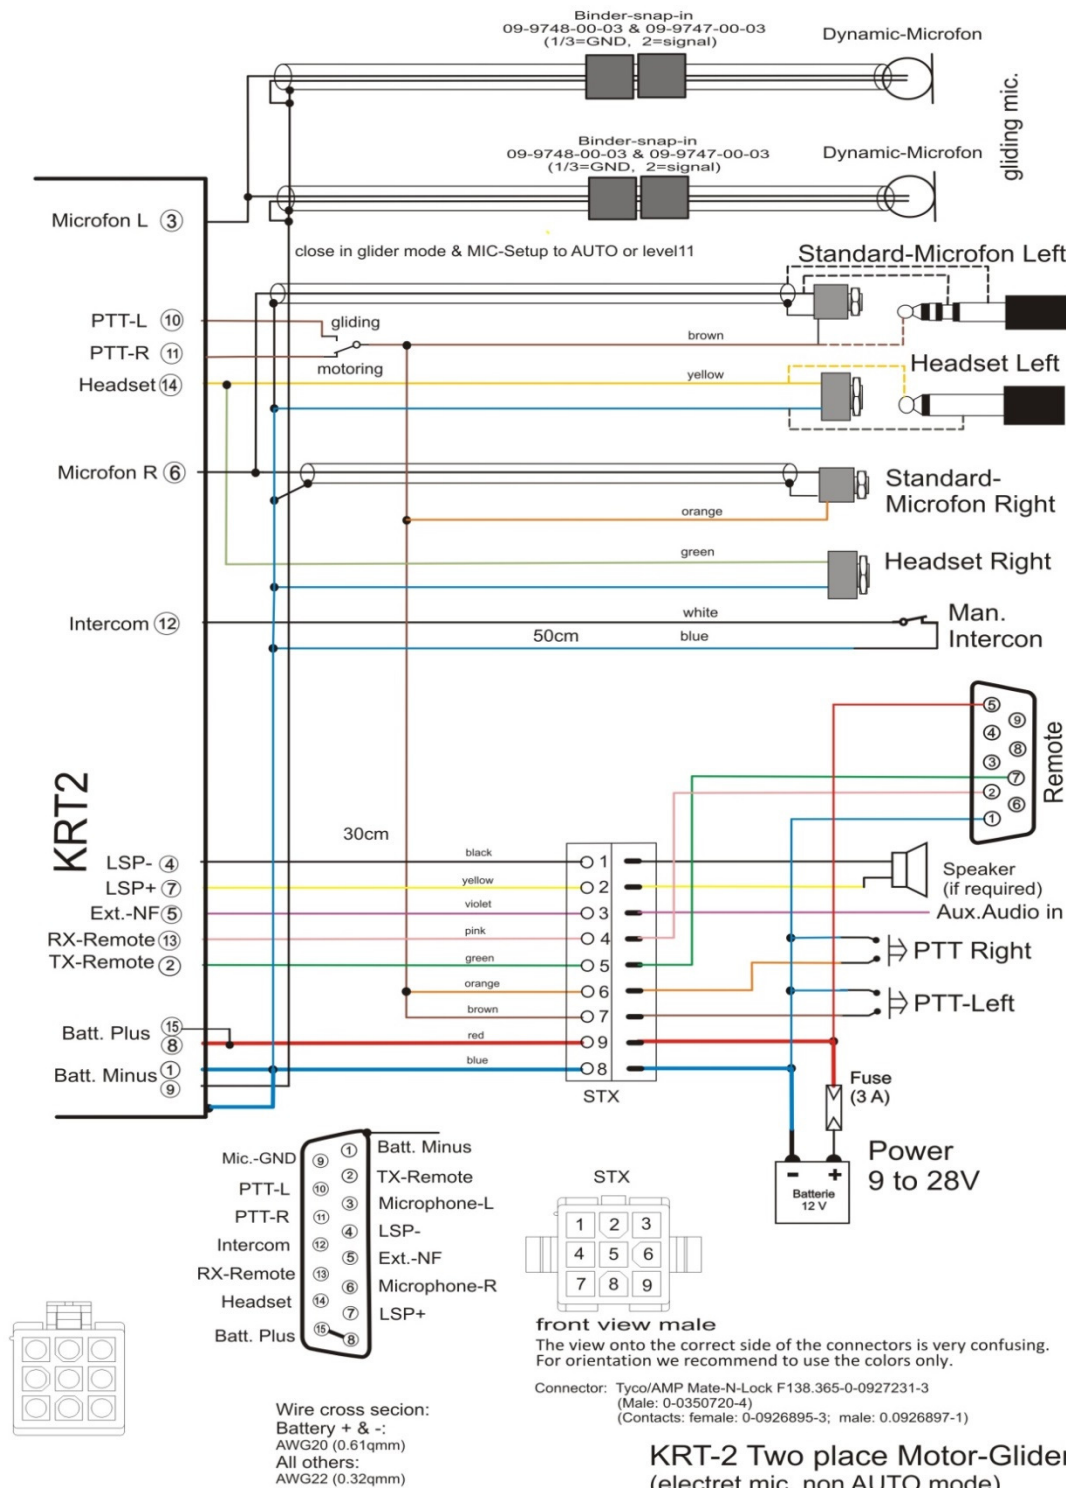 Binder-snap-in
09-9748-00-03 & 09-9747-00-03
(1/3=GND, 2=signal)
Dynamic-Microfon
gliding mic.
Binder-snap-in
09-9748-00-03 & 09-9747-00-03
(1/3=GND, 2=signal)
Dynamic-Microfon
Microfon L 3
close in glider mode & MIC-Setup to AUTO or level11
Standard-Microfon Left
PTT-L 10
gliding
brown
PTT-R 11
motoring
Headset 14
yellow
Headset Left
Microfon R 6
Standard-
Microfon Right
orange
green
Headset Right
Intercom 12
white
50cm
blue
Man.
Intercon
5
9
4
8
3
7
2
6
1
Remote
KRT2
30cm
LSP- 4
black
1
LSP+ 7
yellow
2
Speaker
(if required)
Ext.-NF 5
violet
3
Aux.Audio in
RX-Remote 13
pink
4
TX-Remote 2
green
5
PTT Right
orange
6
brown
7
PTT-Left
Batt. Plus 15
8
red
9
Batt. Minus 1
9
blue
8
STX
Fuse
(3 A)
Power
9 to 28V
- +
Batterie
12 V
Mic.-GND 9
1 Batt. Minus
PTT-L 10
2 TX-Remote
PTT-R 11
3 Microphone-L
Intercom 12
4 LSP-
RX-Remote 13
5 Ext.-NF
Headset 14
6 Microphone-R
Batt. Plus 15
7 LSP+
8
STX
1 2 3
4 5 6
7 8 9
front view male
The view onto the correct side of the connectors is very confusing.
For orientation we recommend to use the colors only.
Connector: Tyco/AMP Mate-N-Lock F138.365-0-0927231-3
(Male: 0-0350720-4)
(Contacts: female: 0-0926895-3; male: 0.0926897-1)
Wire cross secion:
Battery + & -:
AWG20 (0.61qmm)
All others:
AWG22 (0.32qmm)
KRT-2 Two place Motor-Glider
(electret mic, non AUTO mode)